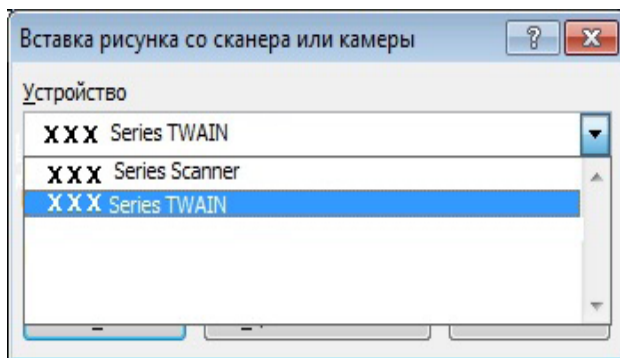 Вставка рисунка со сканера или камеры
Устройство
XXX Series TWAIN
XXX Series Scanner
XXX Series TWAIN